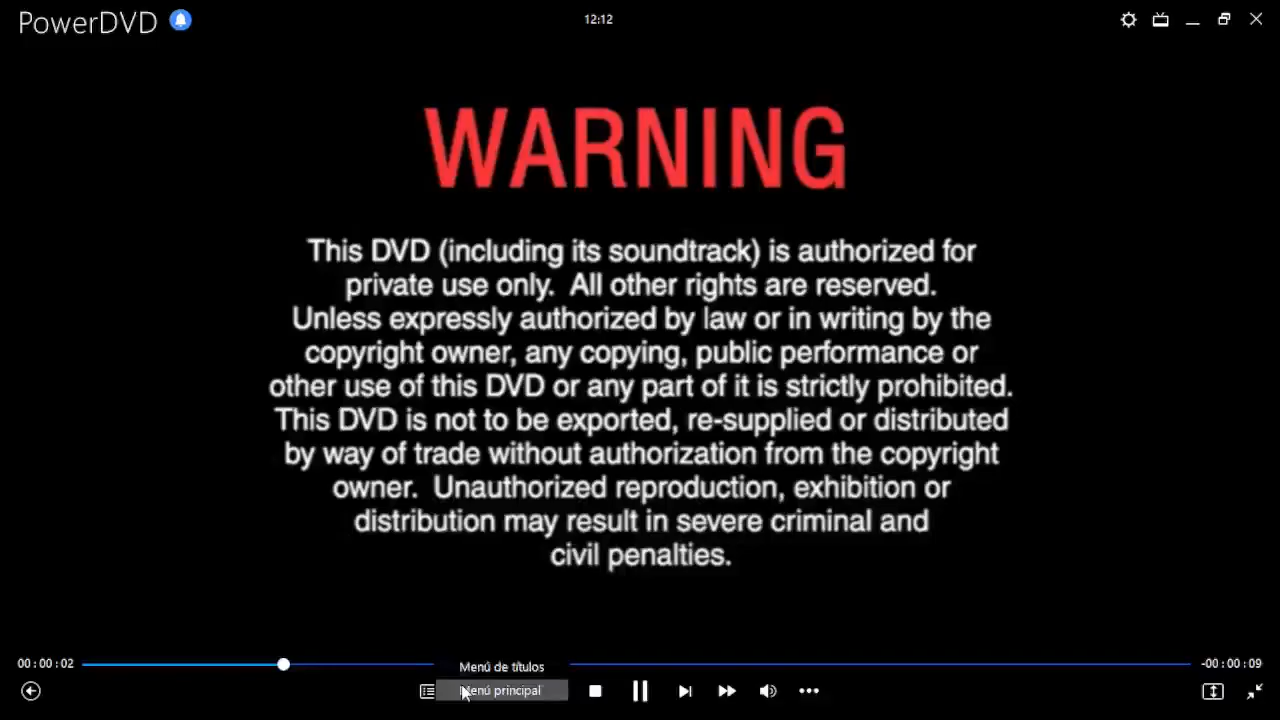 PowerDVD
12:12
WARNING
This DVD (including its soundtrack) is authorized for
private use only. All other rights are reserved.
Unless expressly authorized by law or in writing by the
copyright owner, any copying, public performance or
other use of this DVD or any part of it is strictly prohibited.
This DVD is not to be exported, re-supplied or distributed
by way of trade without authorization from the copyright
owner. Unauthorized reproduction, exhibition or
distribution may result in severe criminal and
civil penalties.
00:00:02
-00:00:09
Menú de títulos
Menú principal